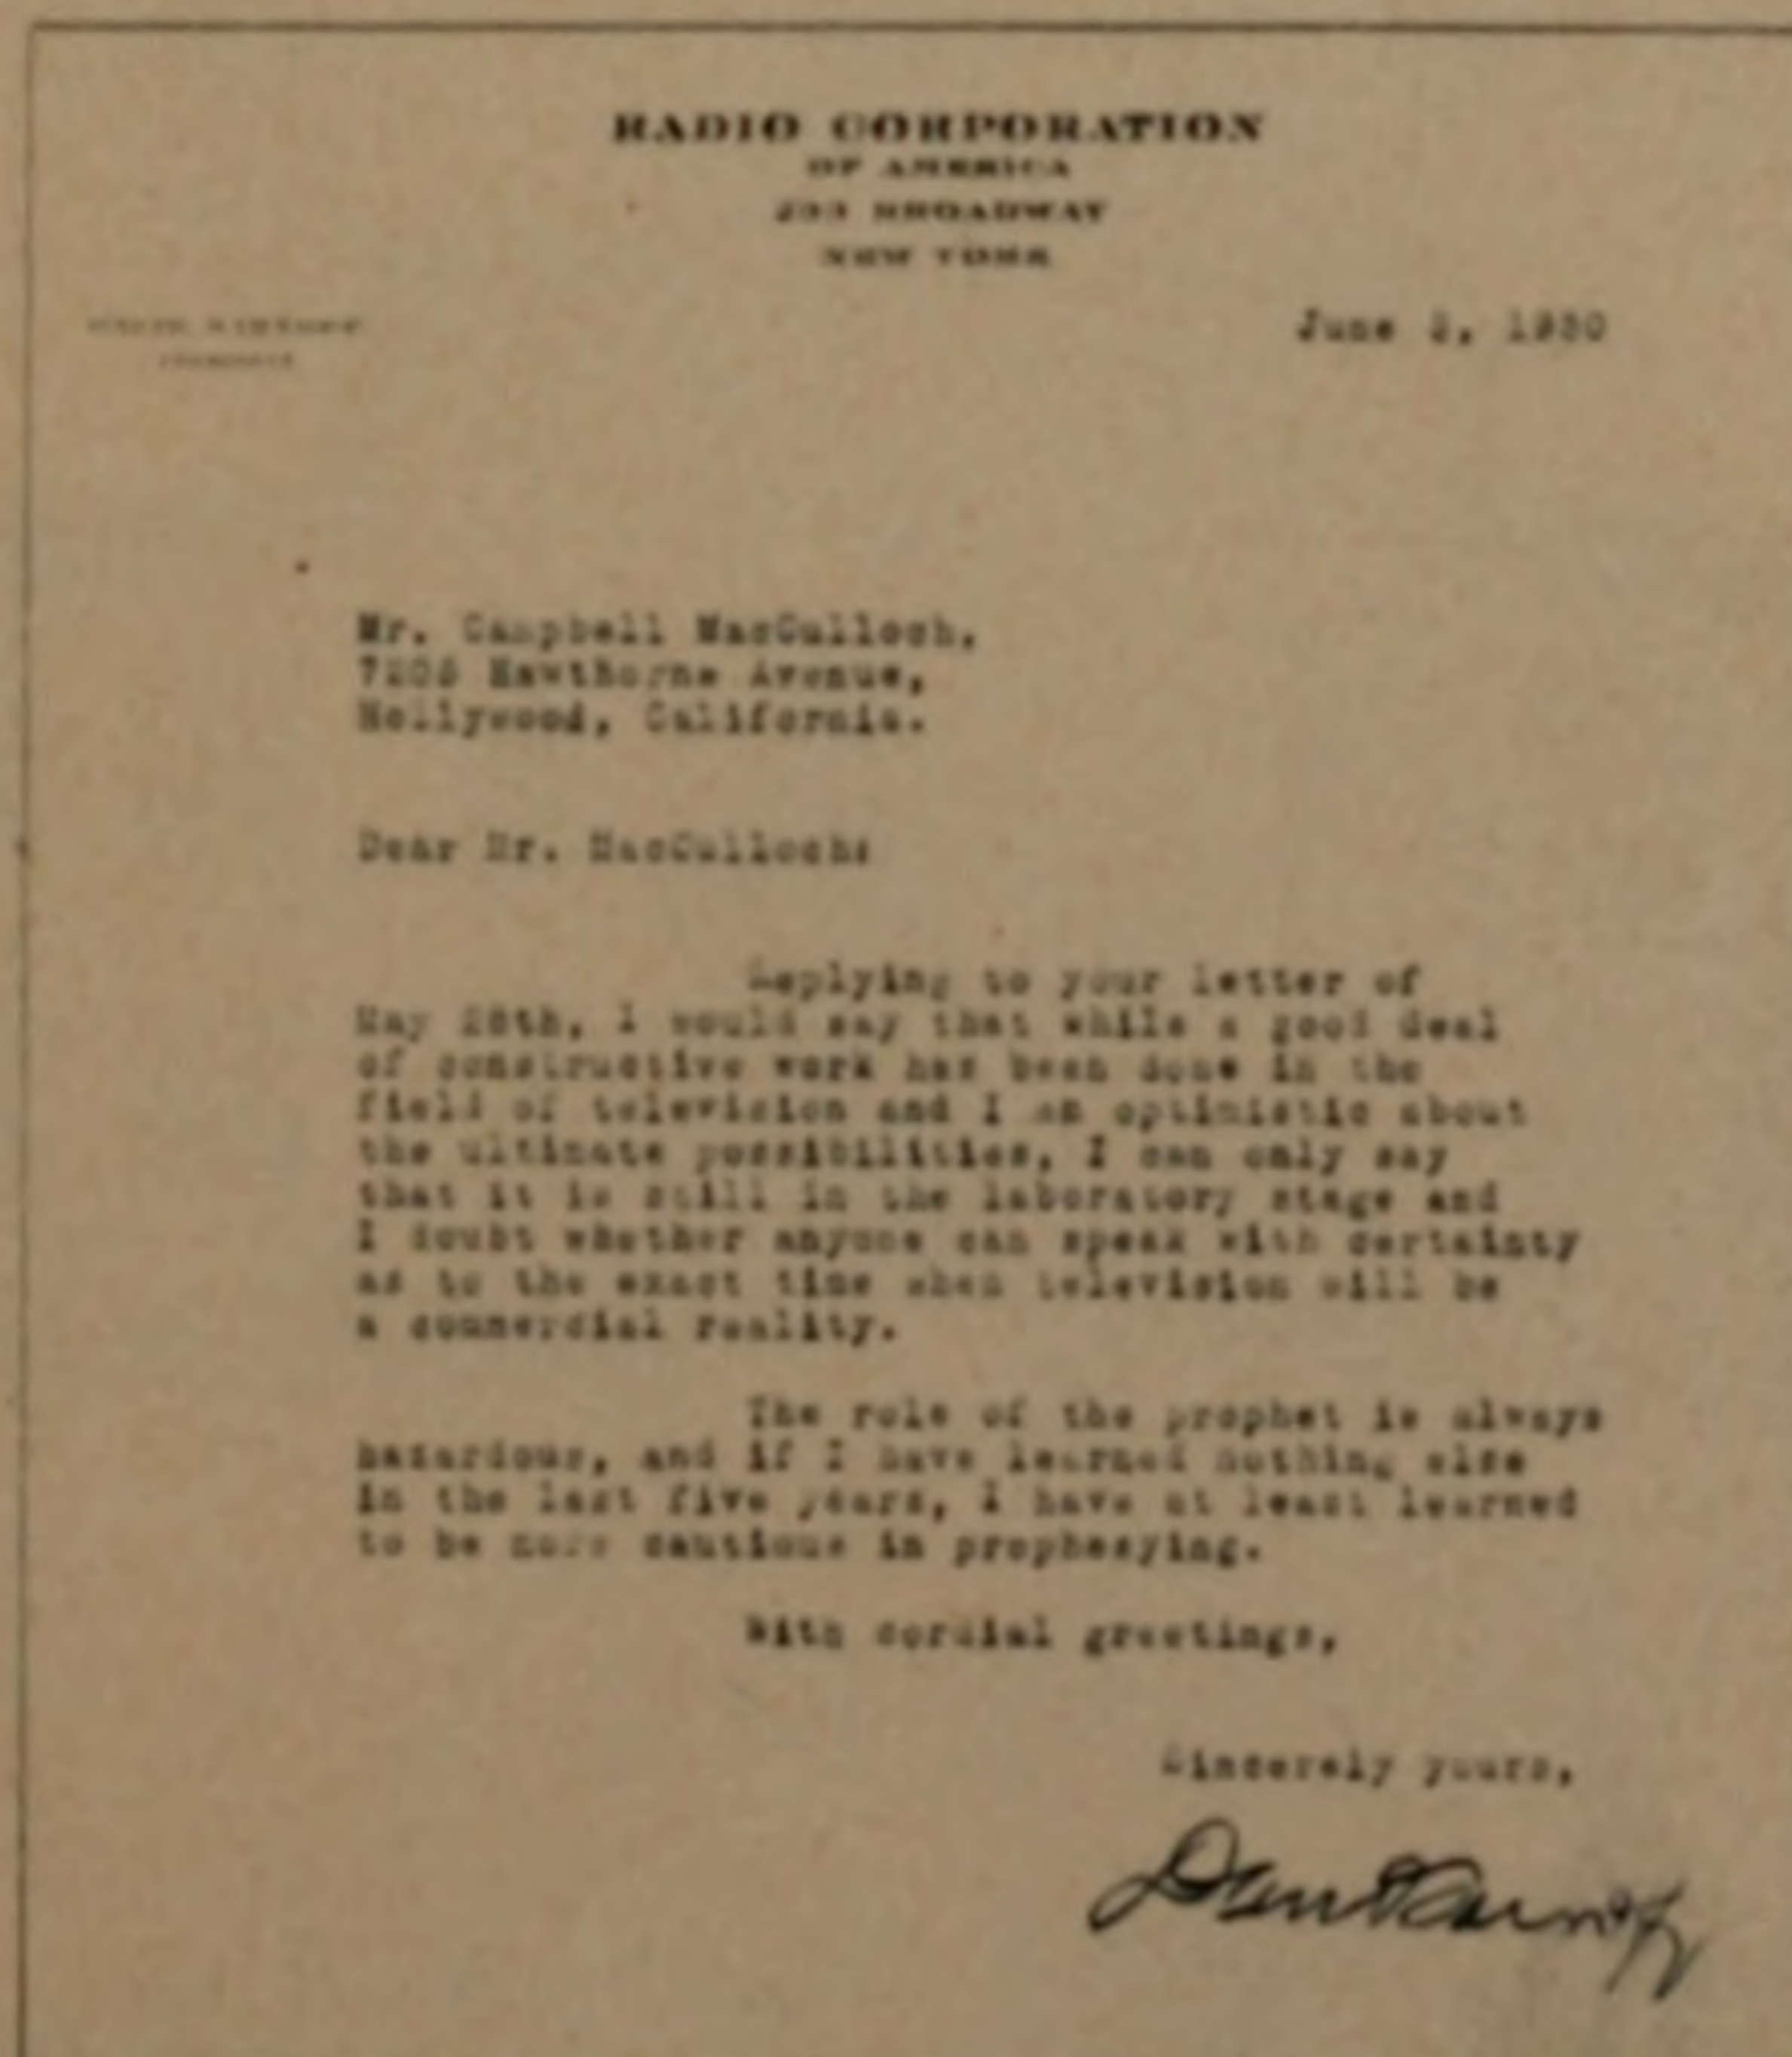 RADIO CORPORATION
OF AMERICA
233 BROADWAY
NEW YORK
June 1930
DAVID SARNOFF
PRESIDENT
Mr. Campbell MacCulloch,
Hawthorne Avenue,
Hollywood, California.
Dear Mr. MacCulloch:
Replying to your letter of
May 28th, I would say that while a good deal
of constructive work has been done in the
field of television and I am optimistic about
the ultimate possibilities, I can only say
that it is still in the laboratory stage and
I doubt whether anyone can speak with certainty
as to the exact time when television will be
a commercial reality.
The role of the prophet is always
hazardous, and if I have learned nothing else
in the last five years, I have at least learned
to be more cautious in prophesying.
With cordial greetings,
Sincerely yours,
David Sarnoff